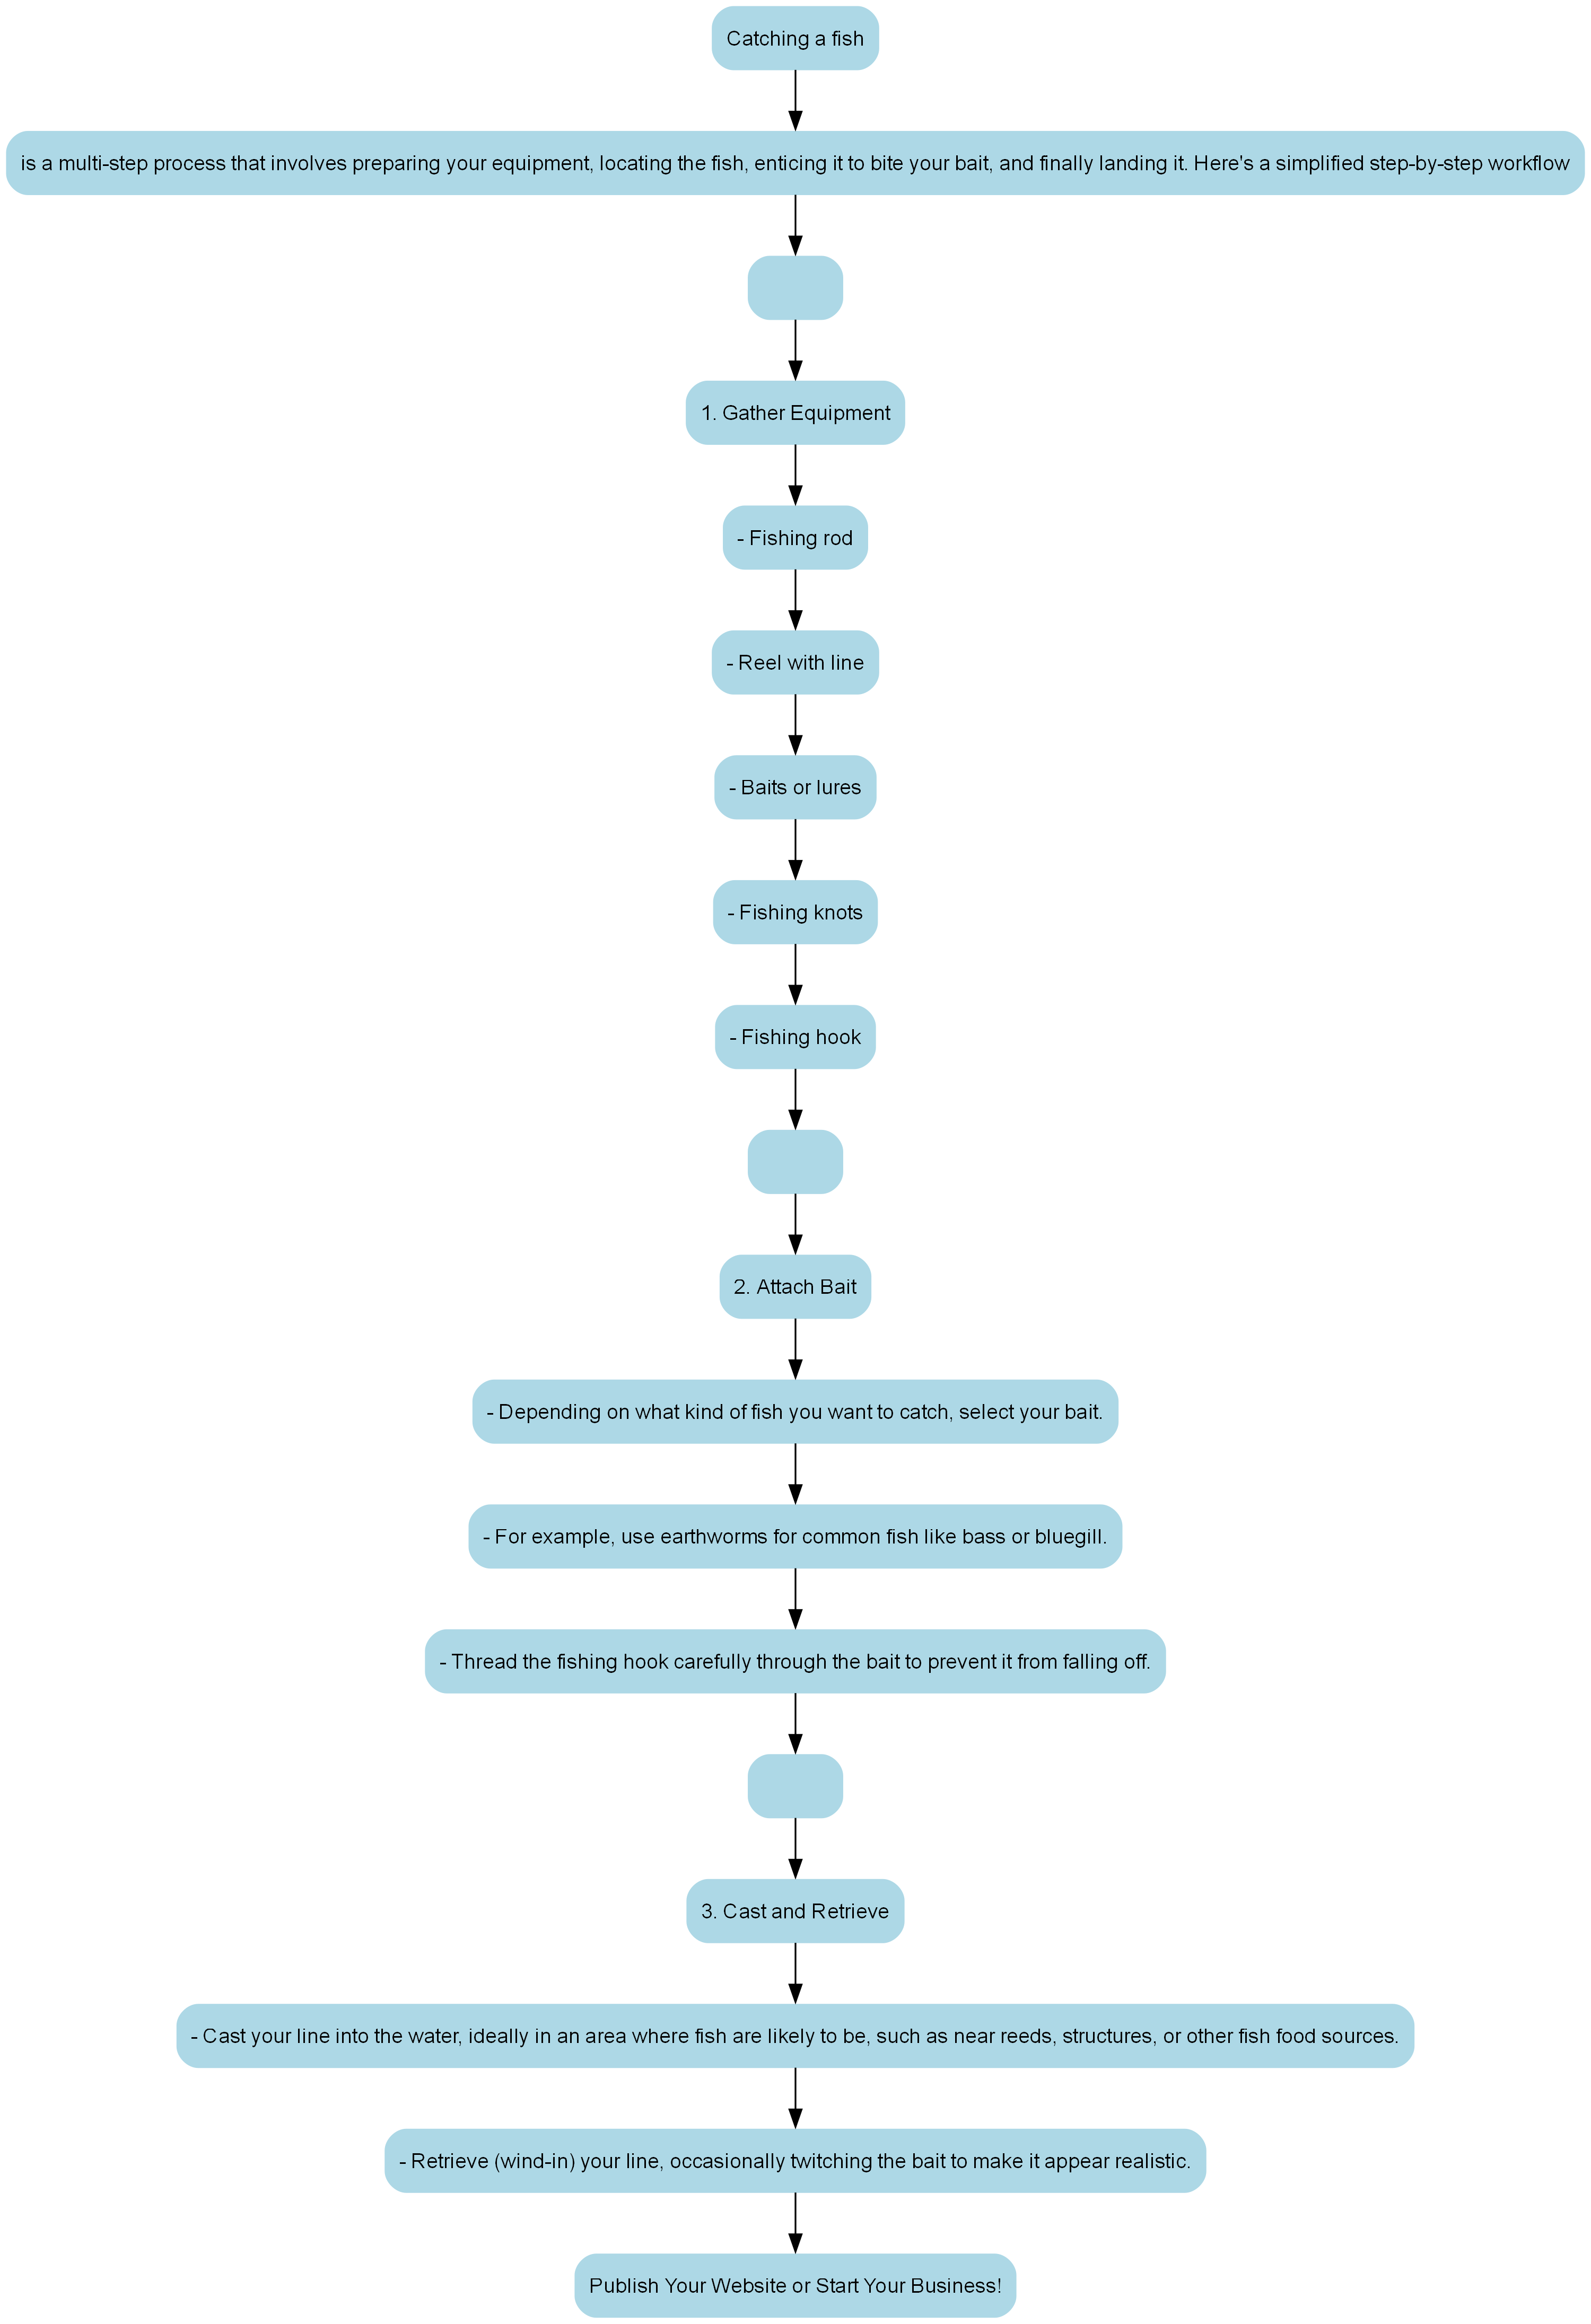 Catching a fish
is a multi-step process that involves preparing your equipment, locating the fish, enticing it to bite your bait, and finally landing it. Here's a simplified step-by-step workflow
1. Gather Equipment
- Fishing rod
- Reel with line
- Baits or lures
- Fishing knots
- Fishing hook
2. Attach Bait
- Depending on what kind of fish you want to catch, select your bait.
- For example, use earthworms for common fish like bass or bluegill.
- Thread the fishing hook carefully through the bait to prevent it from falling off.
3. Cast and Retrieve
- Cast your line into the water, ideally in an area where fish are likely to be, such as near reeds, structures, or other fish food sources.
- Retrieve (wind-in) your line, occasionally twitching the bait to make it appear realistic.
Publish Your Website or Start Your Business!